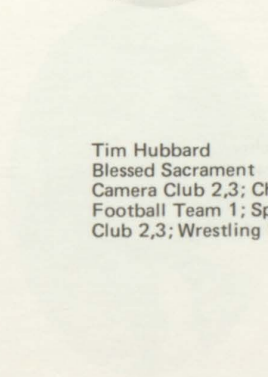 Tim Hubbard
Blessed Sacrament
Camera Club 2,3;
Football Team 1;
Club 2,3; Wrestling